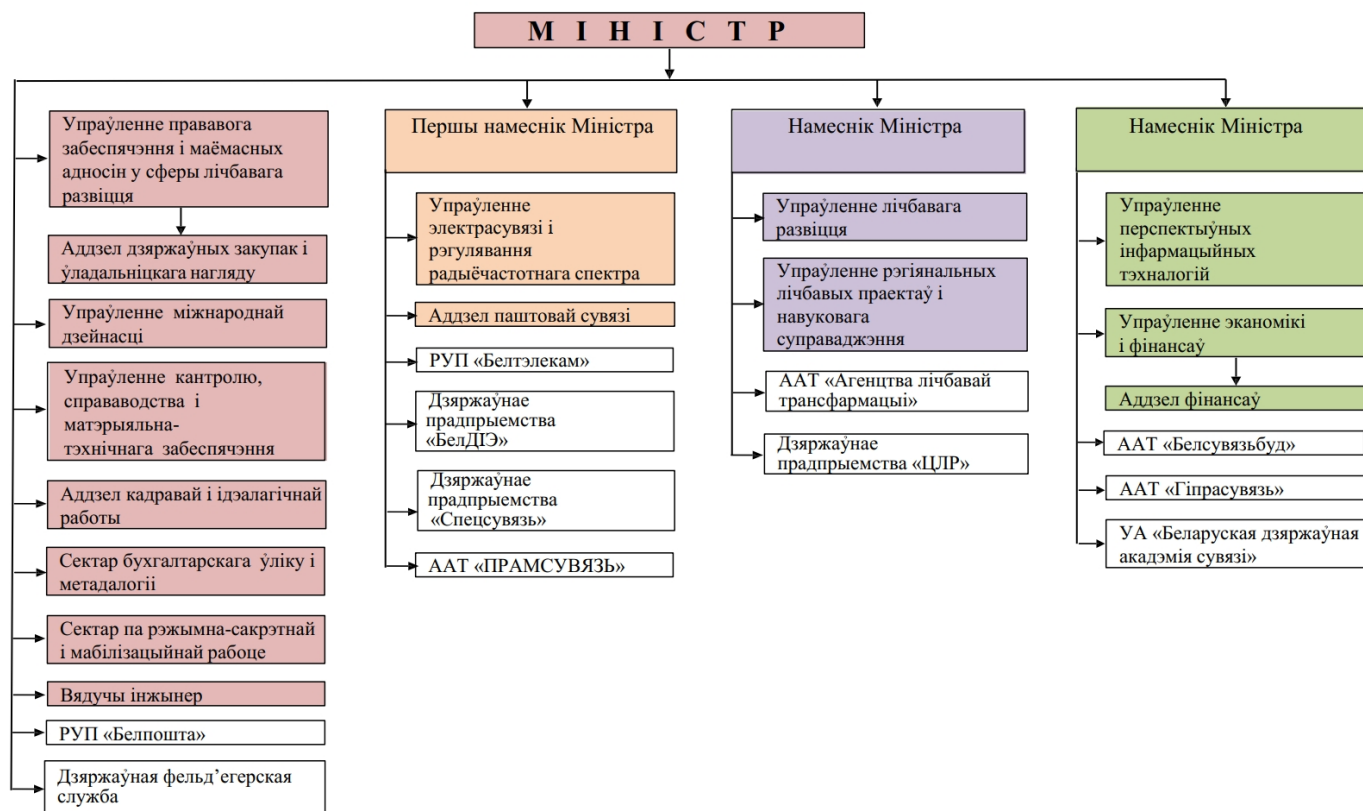 М І Н І С Т Р
Упраўленне прававога
забеспячэння і маёмасных
адносін у сферы лічбавага
развіцця
Аддзел дзяржаўных закупак і
ўладальніцкага нагляду
Упраўленне міжнароднай
дзейнасці
Упраўленне кантролю,
справаводства і
матэрыяльна-
тэхнічнага забеспячэння
Аддзел кадравай і ідэалагічнай
работы
Сектар бухгалтарскага ўліку і
метадалогіі
Сектар па рэжымна-сакрэтнай
і мабілізацыйнай рабоце
Вядучы інжынер
РУП «Белпошта»
Дзяржаўная фельд’егерская
служба
Першы намеснік Міністра
Упраўленне
электрасувязі і
рэгулявання
радыёчастотнага спектра
Аддзел паштовай сувязі
РУП «Белтэлекам»
Дзяржаўнае
прадпрыемства
«БелДІЭ»
Дзяржаўнае
прадпрыемства
«Спецсувязь»
ААТ «ПРАМСУВЯЗЬ»
Намеснік Міністра
Упраўленне лічбавага
развіцця
Упраўленне рэгіянальных
лічбавых праектаў і
навуковага
суправаджэння
ААТ «Агенцтва лічбавай
трансфармацыі»
Дзяржаўнае
прадпрыемства «ЦЛР»
Намеснік Міністра
Упраўленне
перспектыўных
інфармацыйных
тэхналогій
Упраўленне эканомікі
і фінансаў
Аддзел фінансаў
ААТ «Белсувязьбуд»
ААТ «Гіпрасувязь»
УА «Беларуская дзяржаўная
акадэмія сувязі»